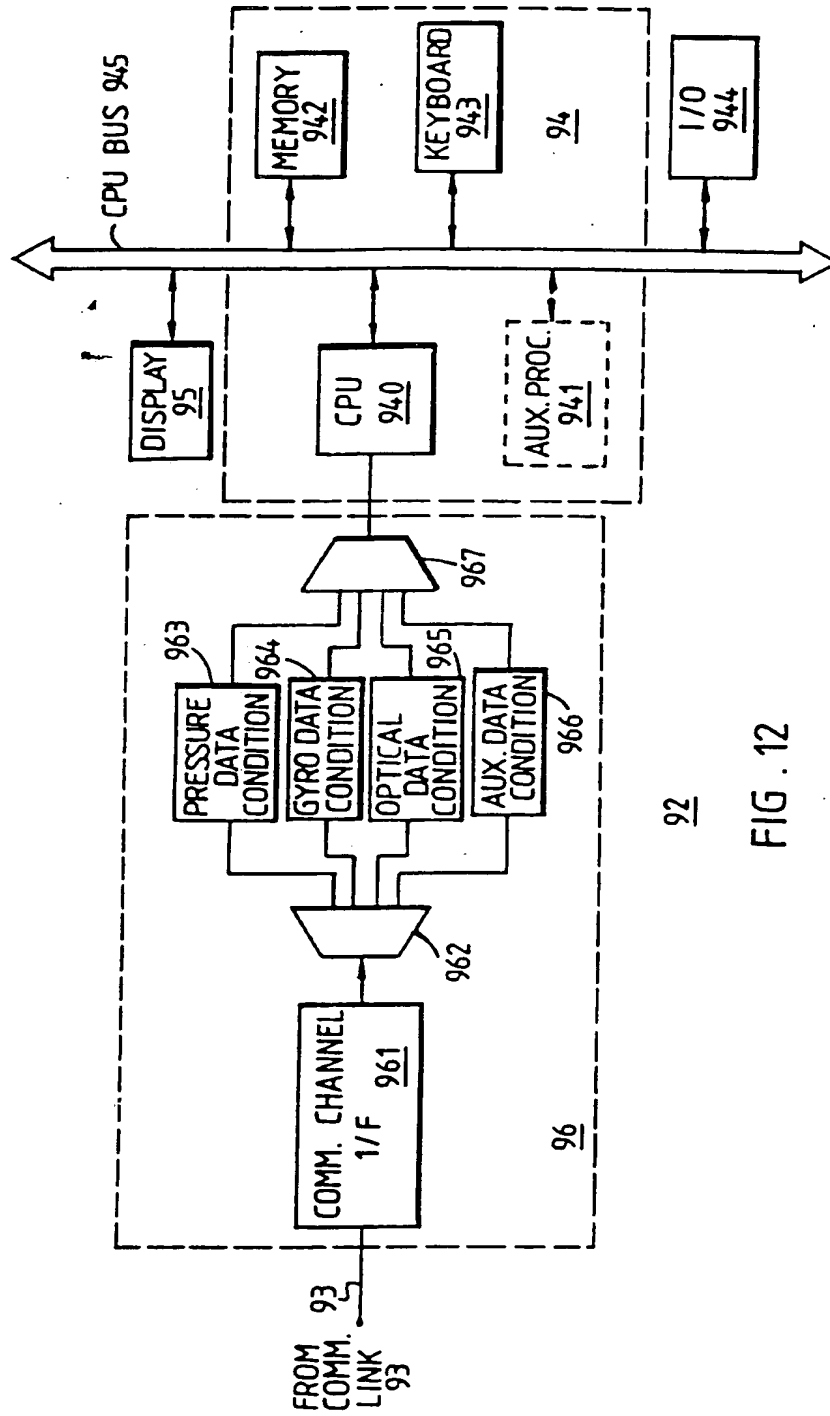 FROM
COMM.
LINK
93
93
COMM. CHANNEL
1/F
961
962
PRESSURE
DATA
CONDITION
963
GYRO DATA
CONDITION
964
OPTICAL
DATA
CONDITION
965
AUX. DATA
CONDITION
966
967
96
DISPLAY
95
CPU BUS 945
CPU
940
AUX. PROC.
941
MEMORY
942
KEYBOARD
943
94
I/O
944
92
FIG. 12